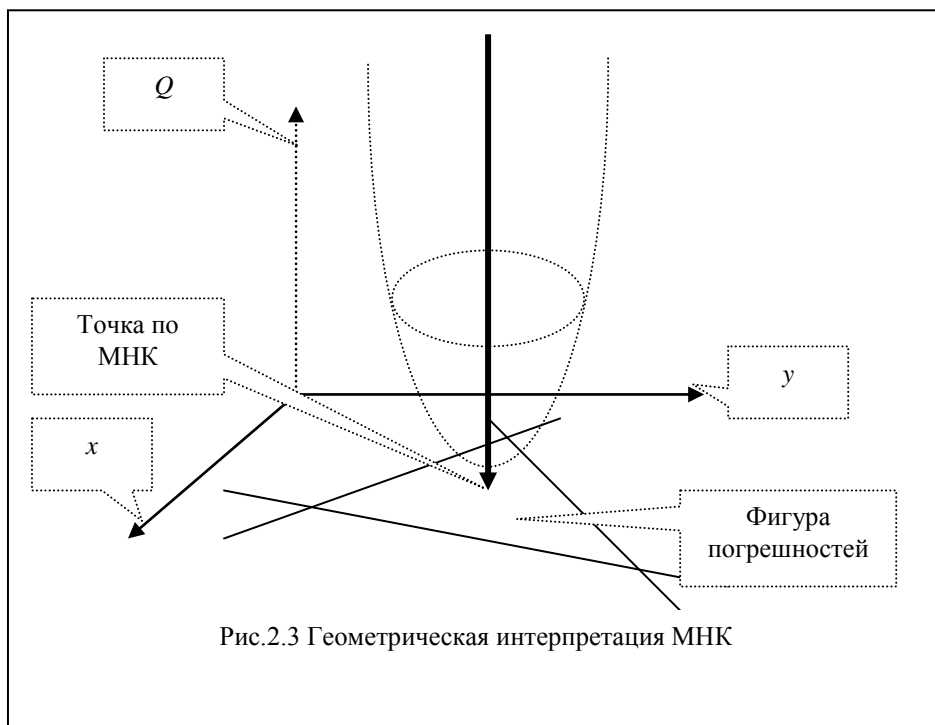 Q
Точка по
МНК
y
x
Фигура
погрешностей
Рис.2.3 Геометрическая интерпретация МНК